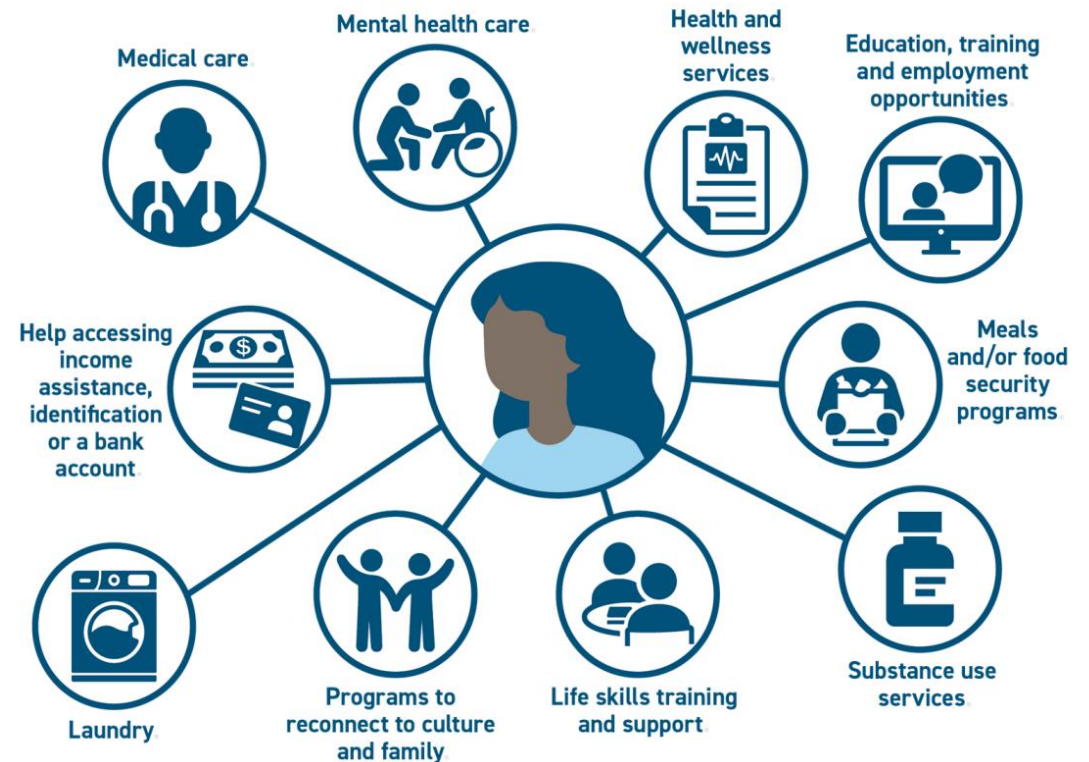 Medical care.
Mental health care.
Health and
wellness
services.
Education, training
and employment
opportunities.
Help accessing
income
assistance,
identification
or a bank
account.
$
Meals
and/or food
security
programs.
Laundry.
Programs to
reconnect to culture
and family.
Life skills training
and support.
Substance use
services.